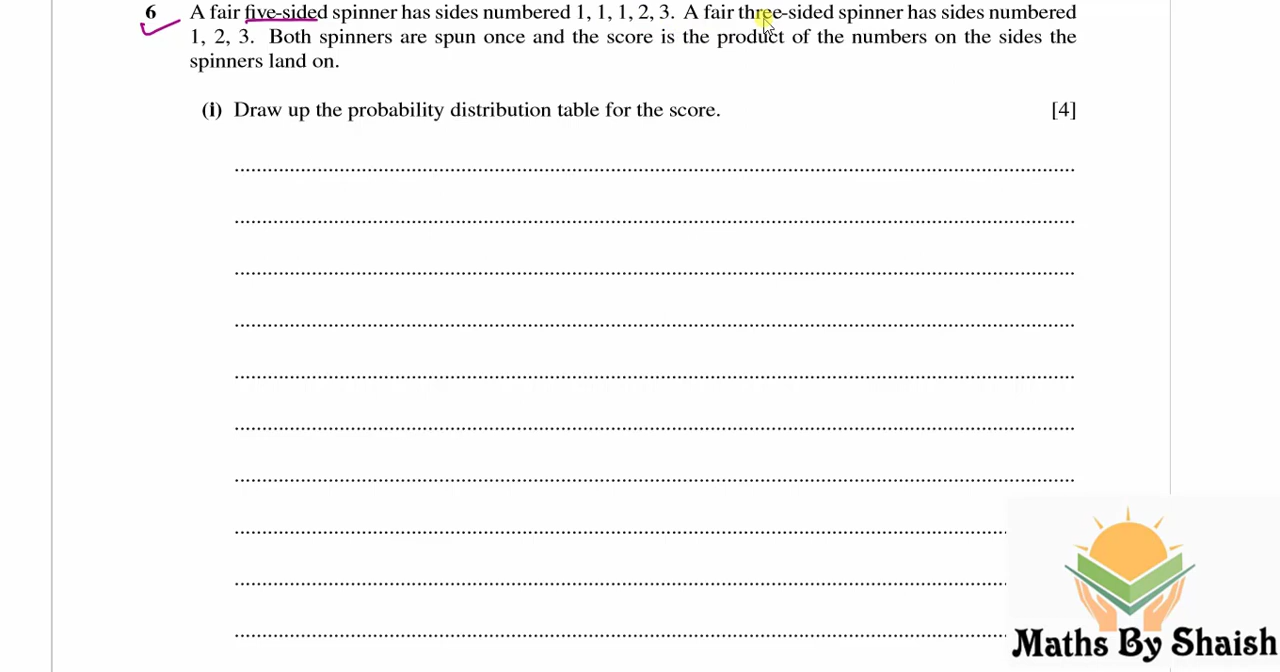 6 A fair five-sided spinner has sides numbered 1, 1, 1, 2, 3. A fair three-sided spinner has sides numbered
1, 2, 3. Both spinners are spun once and the score is the product of the numbers on the sides the
spinners land on.
(i) Draw up the probability distribution table for the score. [4]
Maths By Shaish